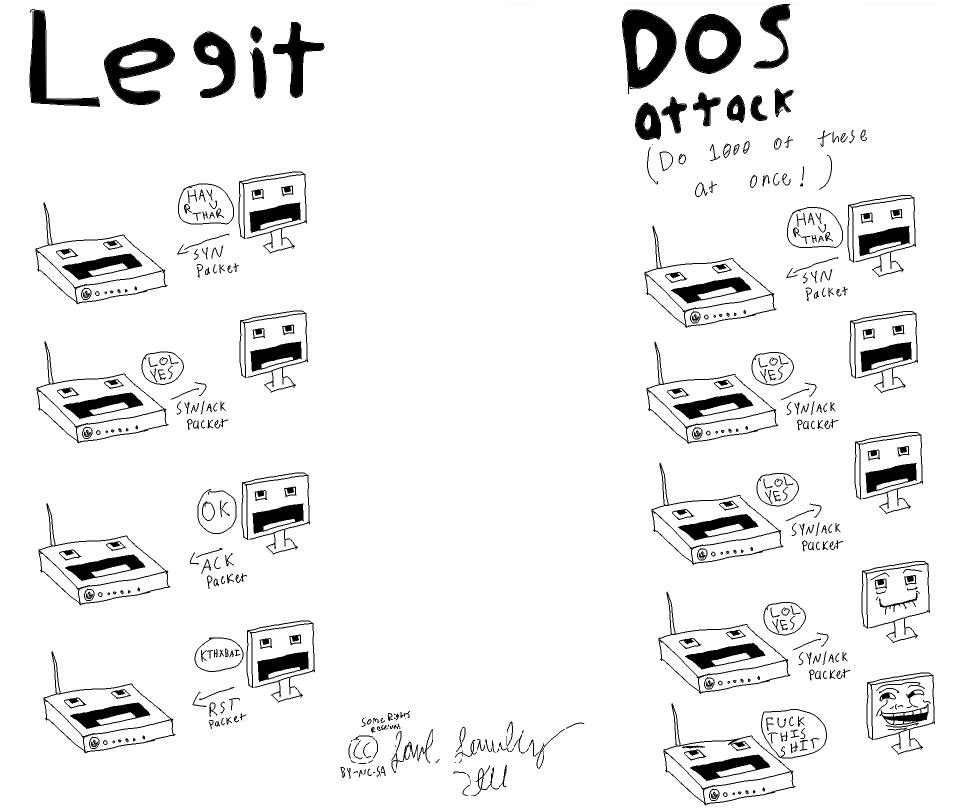 Legit
HAY
R U
THAR
SYN
Packet
LOL
YES
SYN/ACK
Packet
OK
ACK
Packet
KTHXBAI
RST
Packet
Some Rights
Reserved
CC
BY-NC-SA
DOS
attack
(Do 1000 of these
at once!)
HAY
R U
THAR
SYN
Packet
LOL
YES
SYN/ACK
Packet
LOL
YES
SYN/ACK
Packet
LOL
YES
SYN/ACK
Packet
FUCK
THIS
SHIT